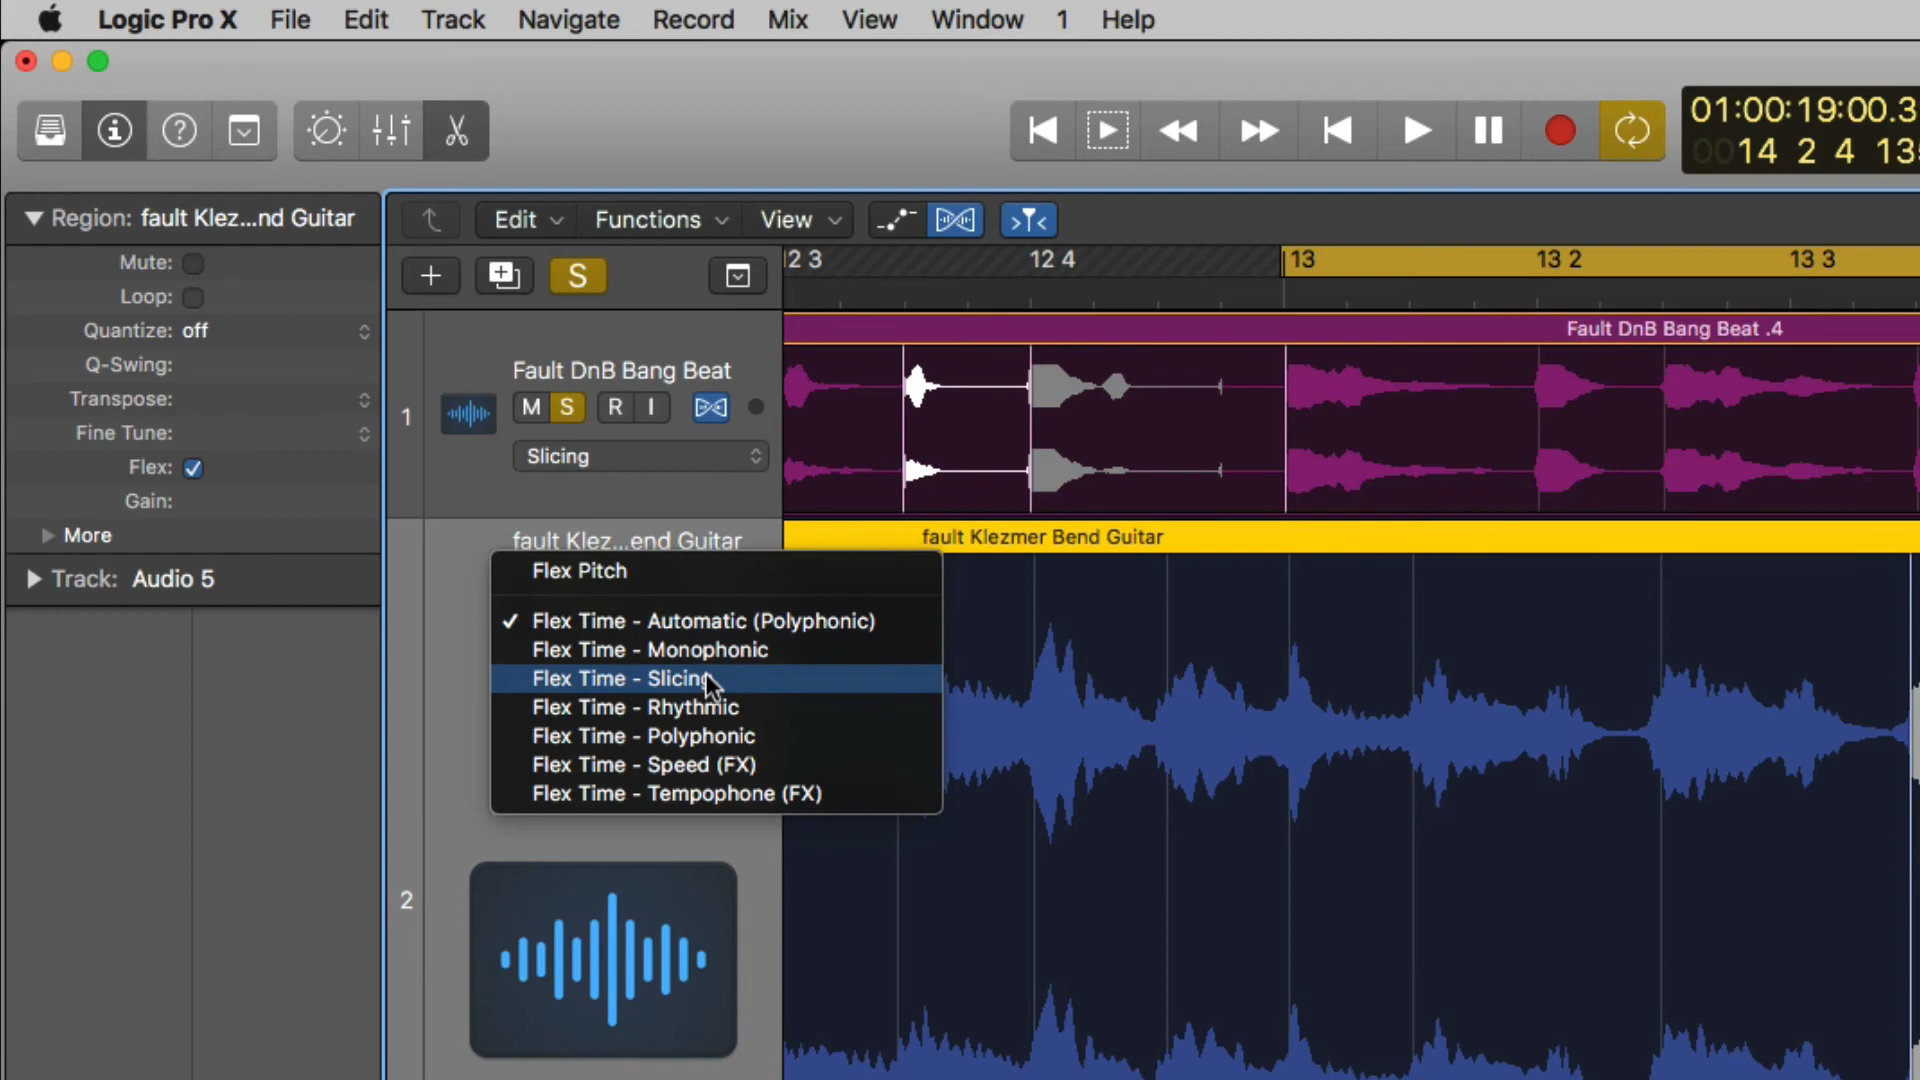 Logic Pro X File Edit Track Navigate Record Mix View Window 1 Help
01:00:19:00.3
0014 2 4 13
Region: fault Klez...nd Guitar
Edit Functions View
Mute:
Loop:
Quantize: off
Q-Swing:
Transpose:
Fine Tune:
Flex:
Gain:
More
Track: Audio 5
S
2 3 12 4 13 13 2 13 3
Fault DnB Bang Beat .4
1
Fault DnB Bang Beat
M S R I
Slicing
fault Klez...end Guitar
fault Klezmer Bend Guitar
Flex Pitch
Flex Time - Automatic (Polyphonic)
Flex Time - Monophonic
Flex Time - Slicing
Flex Time - Rhythmic
Flex Time - Polyphonic
Flex Time - Speed (FX)
Flex Time - Tempophone (FX)
2